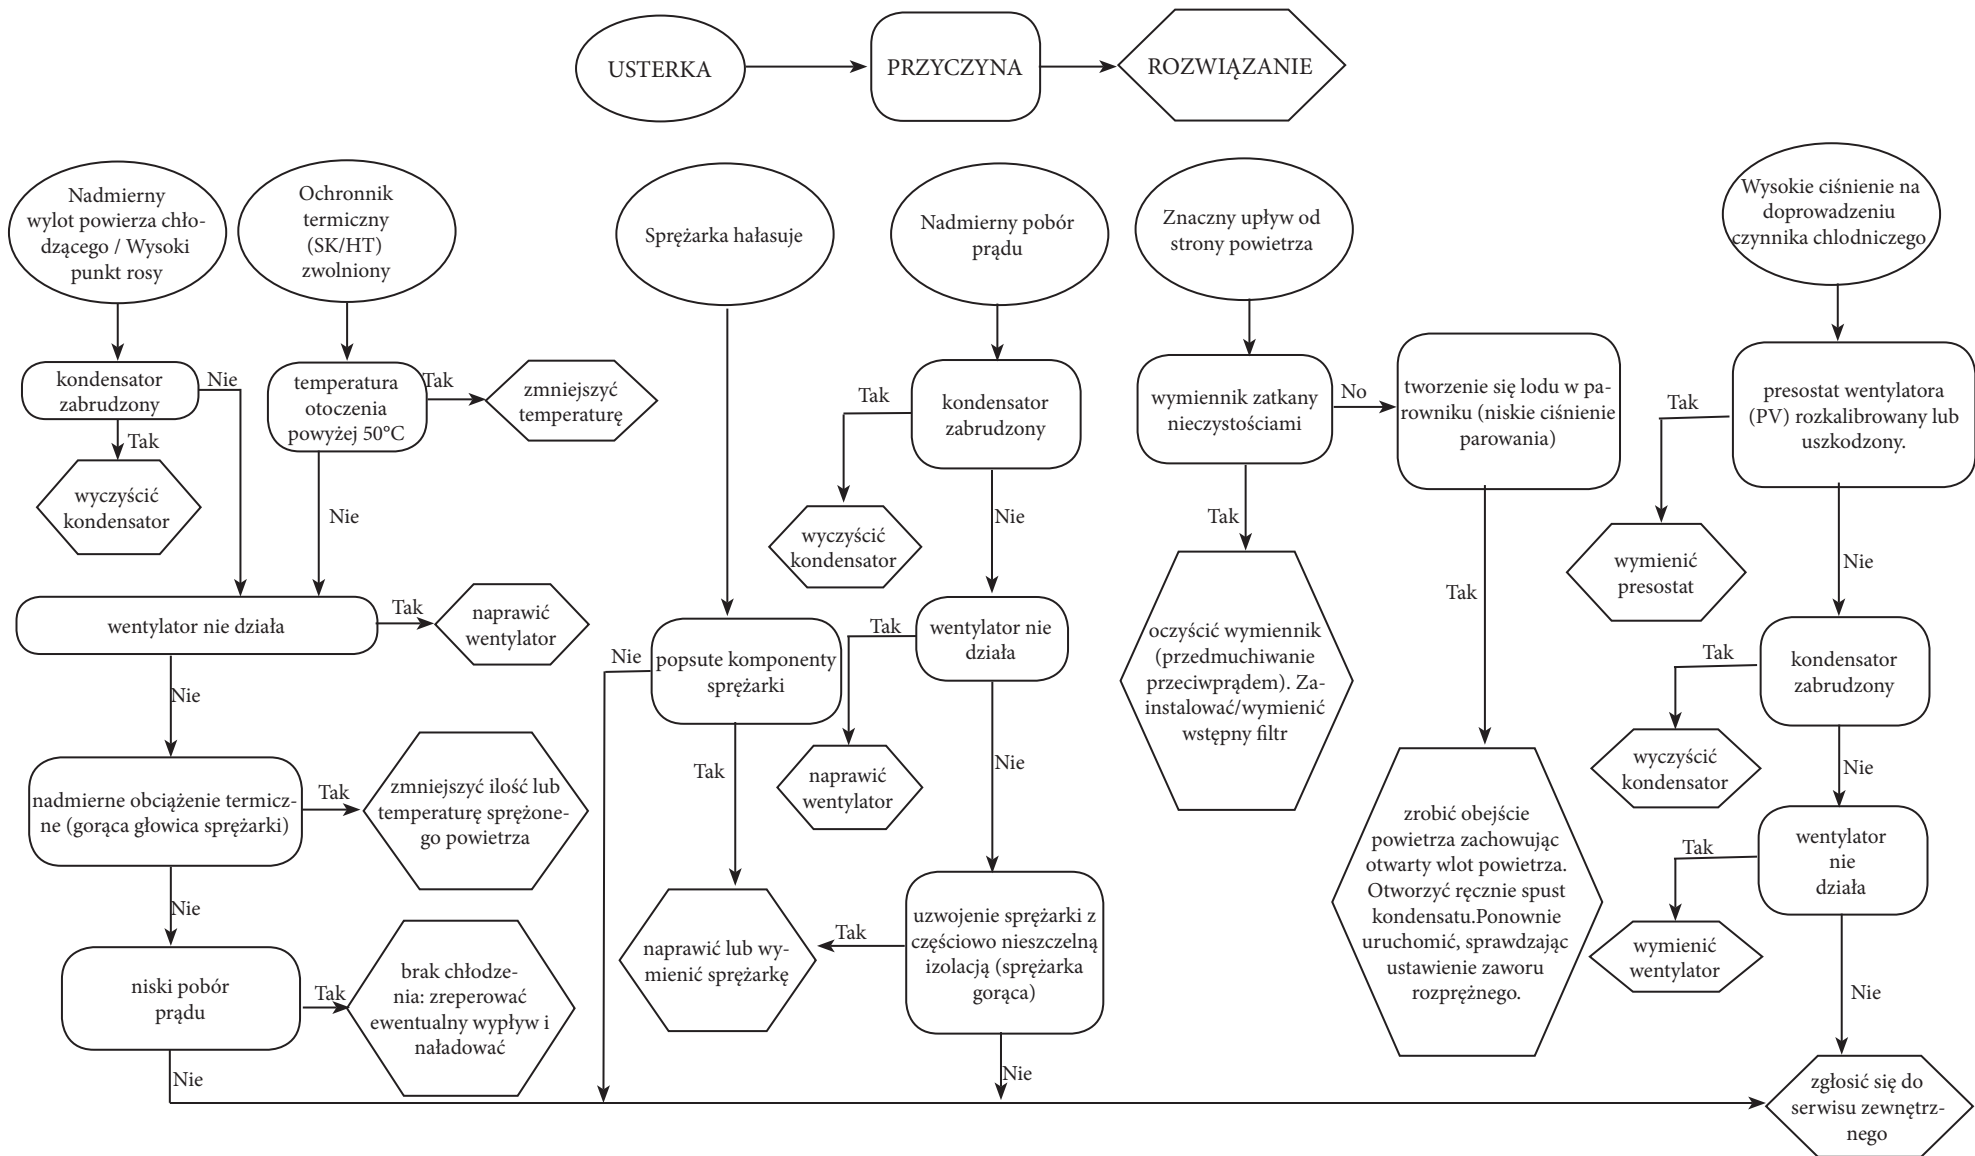 USTERKA
PRZYCZYNA
ROZWIĄZANIE
Nadmierny
wylot powierza chło-
dzącego / Wysoki
punkt rosy
Ochronnik
termiczny
(SK/HT)
zwolniony
Sprężarka hałasuje
Nadmierny pobór
prądu
Znaczny upływ od
strony powietrza
Wysokie ciśnienie na
doprowadzeniu
czynnika chlodniczego
kondensator
zabrudzony
Nie
Tak
wyczyścić
kondensator
temperatura
otoczenia
powyżej 50°C
Tak
zmniejszyć
temperaturę
Nie
wentylator nie działa
Tak
naprawić
wentylator
Nie
nadmierne obciążenie termicz-
ne (gorąca głowica sprężarki)
Tak
zmniejszyć ilość lub
temperaturę sprężone-
go powietrza
Nie
niski pobór
prądu
Tak
brak chłodze-
nia: zreperować
ewentualny wypływ i
naładować
Nie
popsute komponenty
sprężarki
Nie
Tak
naprawić lub wy-
mienić sprężarkę
kondensator
zabrudzony
Tak
wyczyścić
kondensator
Nie
wentylator nie
działa
Tak
naprawić
wentylator
Nie
uzwojenie sprężarki z
częściowo nieszczelną
izolacją (sprężarka
gorąca)
Tak
Nie
wymiennik zatkany
nieczystościami
No
Tak
oczyścić wymiennik
(przedmuchiwanie
przeciwprądem). Za-
instalować/wymienić
wstępny filtr
tworzenie się lodu w pa-
rowniku (niskie ciśnienie
parowania)
Tak
zrobić obejście
powietrza zachowując
otwarty wlot powietrza.
Otworzyć ręcznie spust
kondensatu.Ponownie
uruchomić, sprawdzając
ustawienie zaworu
rozprężnego.
presostat wentylatora
(PV) rozkalibrowany lub
uszkodzony.
Tak
wymienić
presostat
Nie
kondensator
zabrudzony
Tak
wyczyścić
kondensator
Nie
wentylator
nie
działa
Tak
wymienić
wentylator
Nie
zgłosić się do
serwisu zewnętrz-
nego